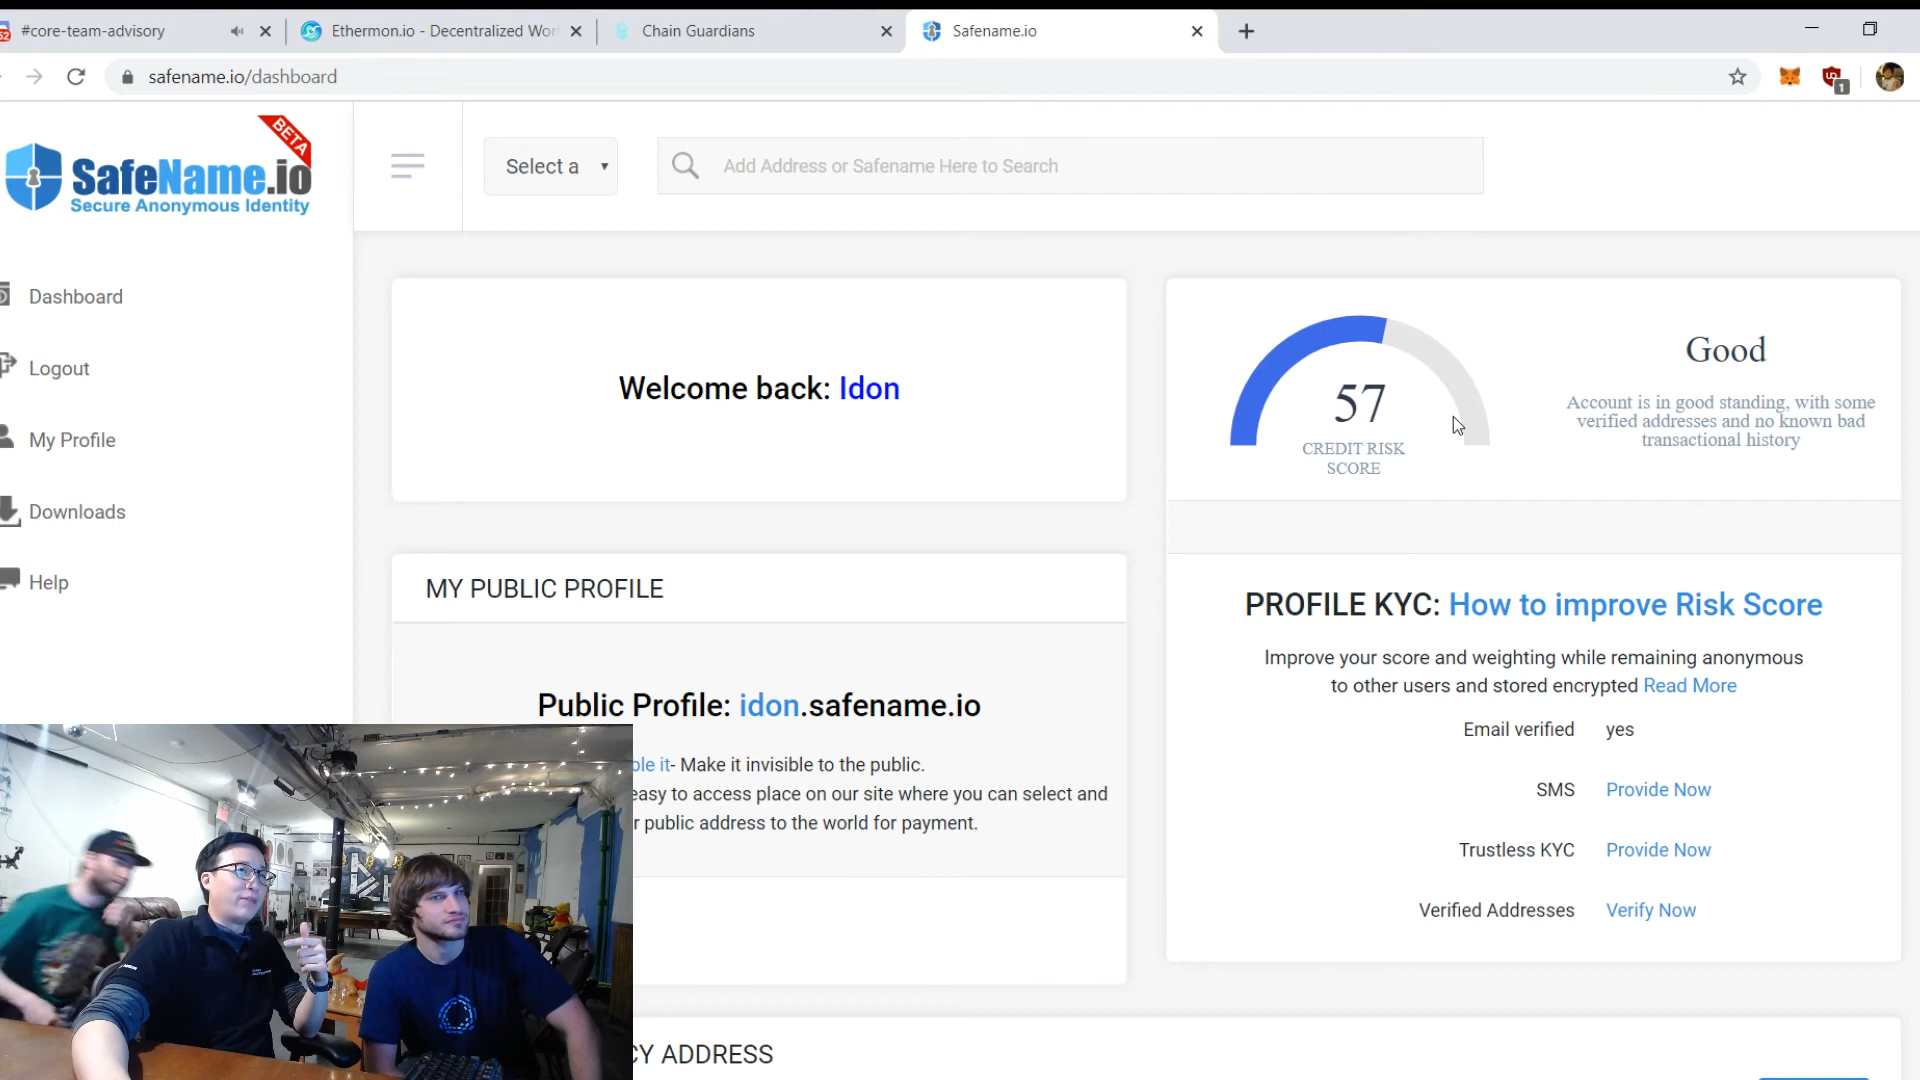 #core-team-advisory
Ethermon.io - Decentralized Wor
Chain Guardians
Safename.io
safename.io/dashboard
1
BETA
SafeName.io
Secure Anonymous Identity
Select a
Add Address or Safename Here to Search
Dashboard
Logout
My Profile
Downloads
Help
Welcome back: Idon
57
CREDIT RISK
SCORE
Good
Account is in good standing, with some
verified addresses and no known bad
transactional history
MY PUBLIC PROFILE
Public Profile: idon.safename.io
ble it- Make it invisible to the public.
easy to access place on our site where you can select and
r public address to the world for payment.
PROFILE KYC: How to improve Risk Score
Improve your score and weighting while remaining anonymous
to other users and stored encrypted Read More
Email verified yes
SMS Provide Now
Trustless KYC Provide Now
Verified Addresses Verify Now
CY ADDRESS